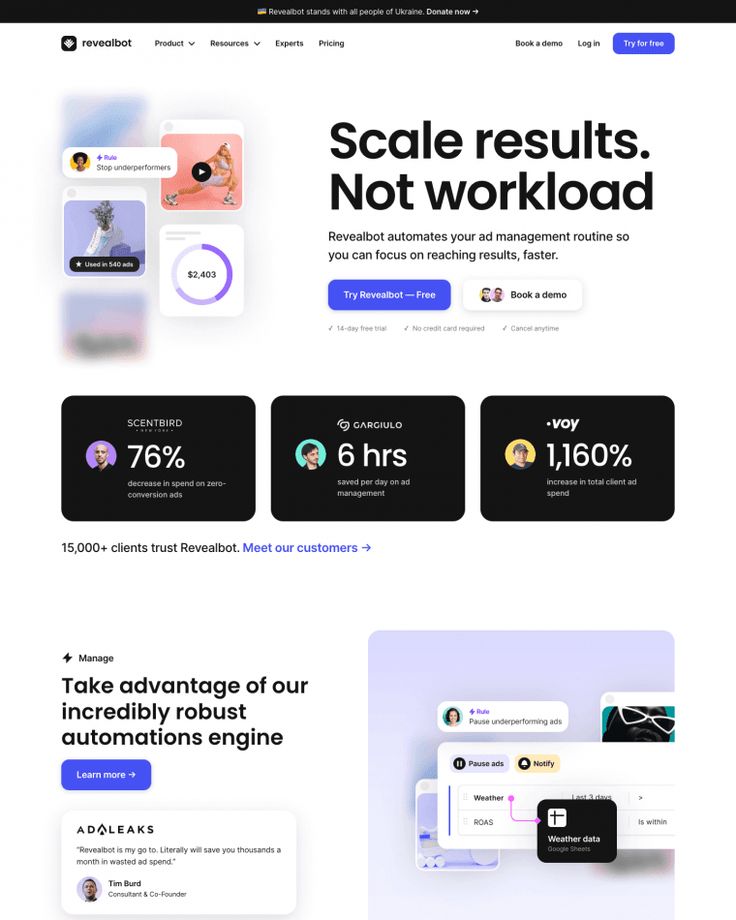 🇺🇦 Revealbot stands with all people of Ukraine. Donate now →
revealbot
Product
Resources
Experts
Pricing
Book a demo
Log in
Try for free
Rule
Stop underperformers
Used in 540 ads
$2,403
Scale results.
Not workload
Revealbot automates your ad management routine so
you can focus on reaching results, faster.
Try Revealbot — Free
Book a demo
✓ 14-day free trial
✓ No credit card required
✓ Cancel anytime
SCENTBIRD
• NEW YORK •
76%
decrease in spend on zero-
conversion ads
GARGIULO
6 hrs
saved per day on ad
management
•VOY
1,160%
increase in total client ad
spend
15,000+ clients trust Revealbot. Meet our customers →
Manage
Take advantage of our
incredibly robust
automations engine
Learn more →
ADLEAKS
"Revealbot is my go to. Literally will save you thousands a
month in wasted ad spend."
Tim Burd
Consultant & Co-Founder
Rule
Pause underperforming ads
Pause ads
Notify
Weather
Last 3 days
>
ROAS
Is within
Weather data
Google Sheets